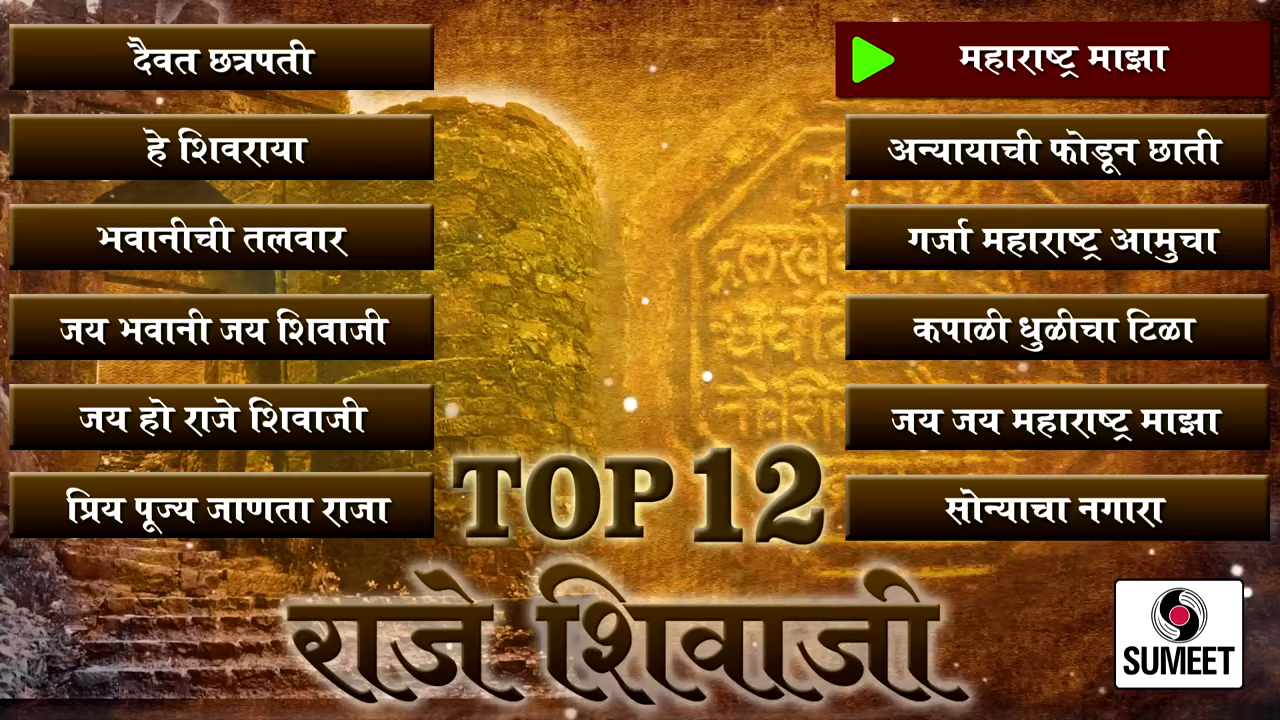 दैवत छत्रपती
हे शिवराया
भवानीची तलवार
जय भवानी जय शिवाजी
जय हो राजे शिवाजी
प्रिय पूज्य जाणता राजा
महाराष्ट्र माझा
अन्यायाची फोडून छाती
गर्जा महाराष्ट्र आमुचा
कपाळी धुळीचा टिळा
जय जय महाराष्ट्र माझा
सोन्याचा नगारा
TOP 12
राजे शिवाजी
SUMEET